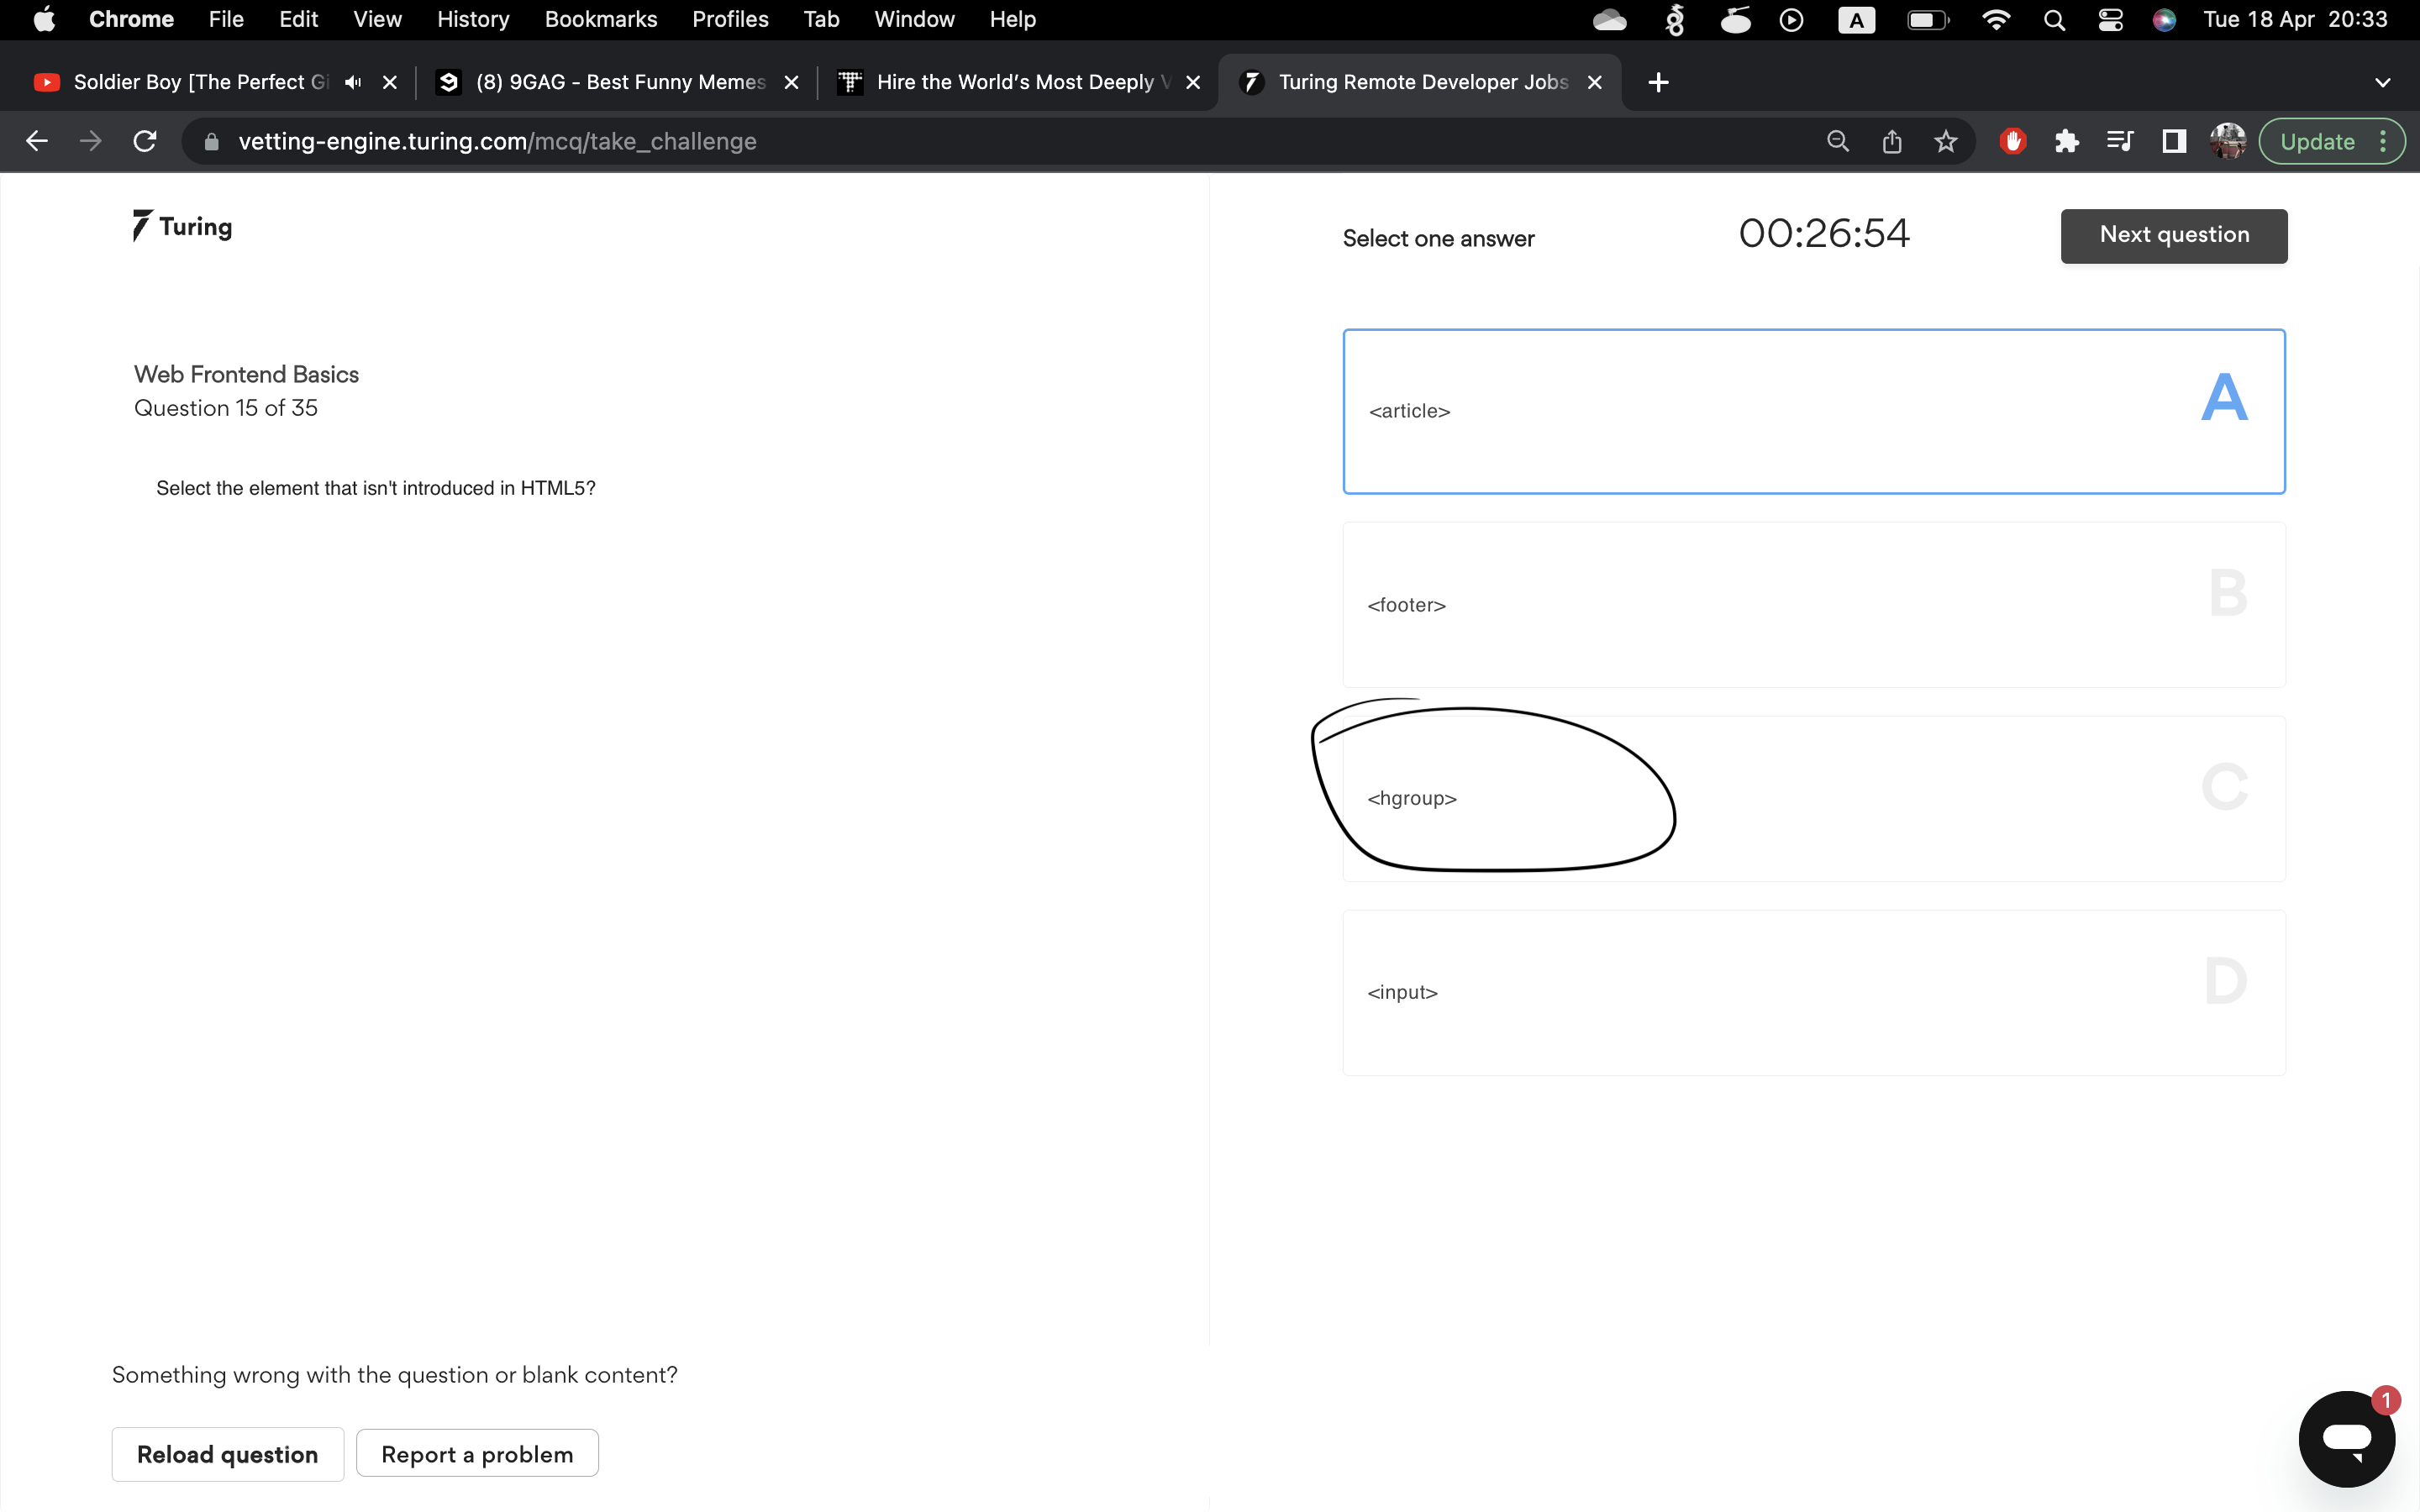 Chrome File Edit View History Bookmarks Profiles Tab Window Help A Tue 18 Apr 20:33
Soldier Boy [The Perfect Gi (8) 9GAG - Best Funny Memes Hire the World's Most Deeply V Turing Remote Developer Jobs
vetting-engine.turing.com/mcq/take_challenge Update
Turing
Select one answer 00:26:54 Next question
Web Frontend Basics
Question 15 of 35
Select the element that isn't introduced in HTML5?
<article> A
<footer> B
<hgroup> C
<input> D
Something wrong with the question or blank content?
Reload question Report a problem
1